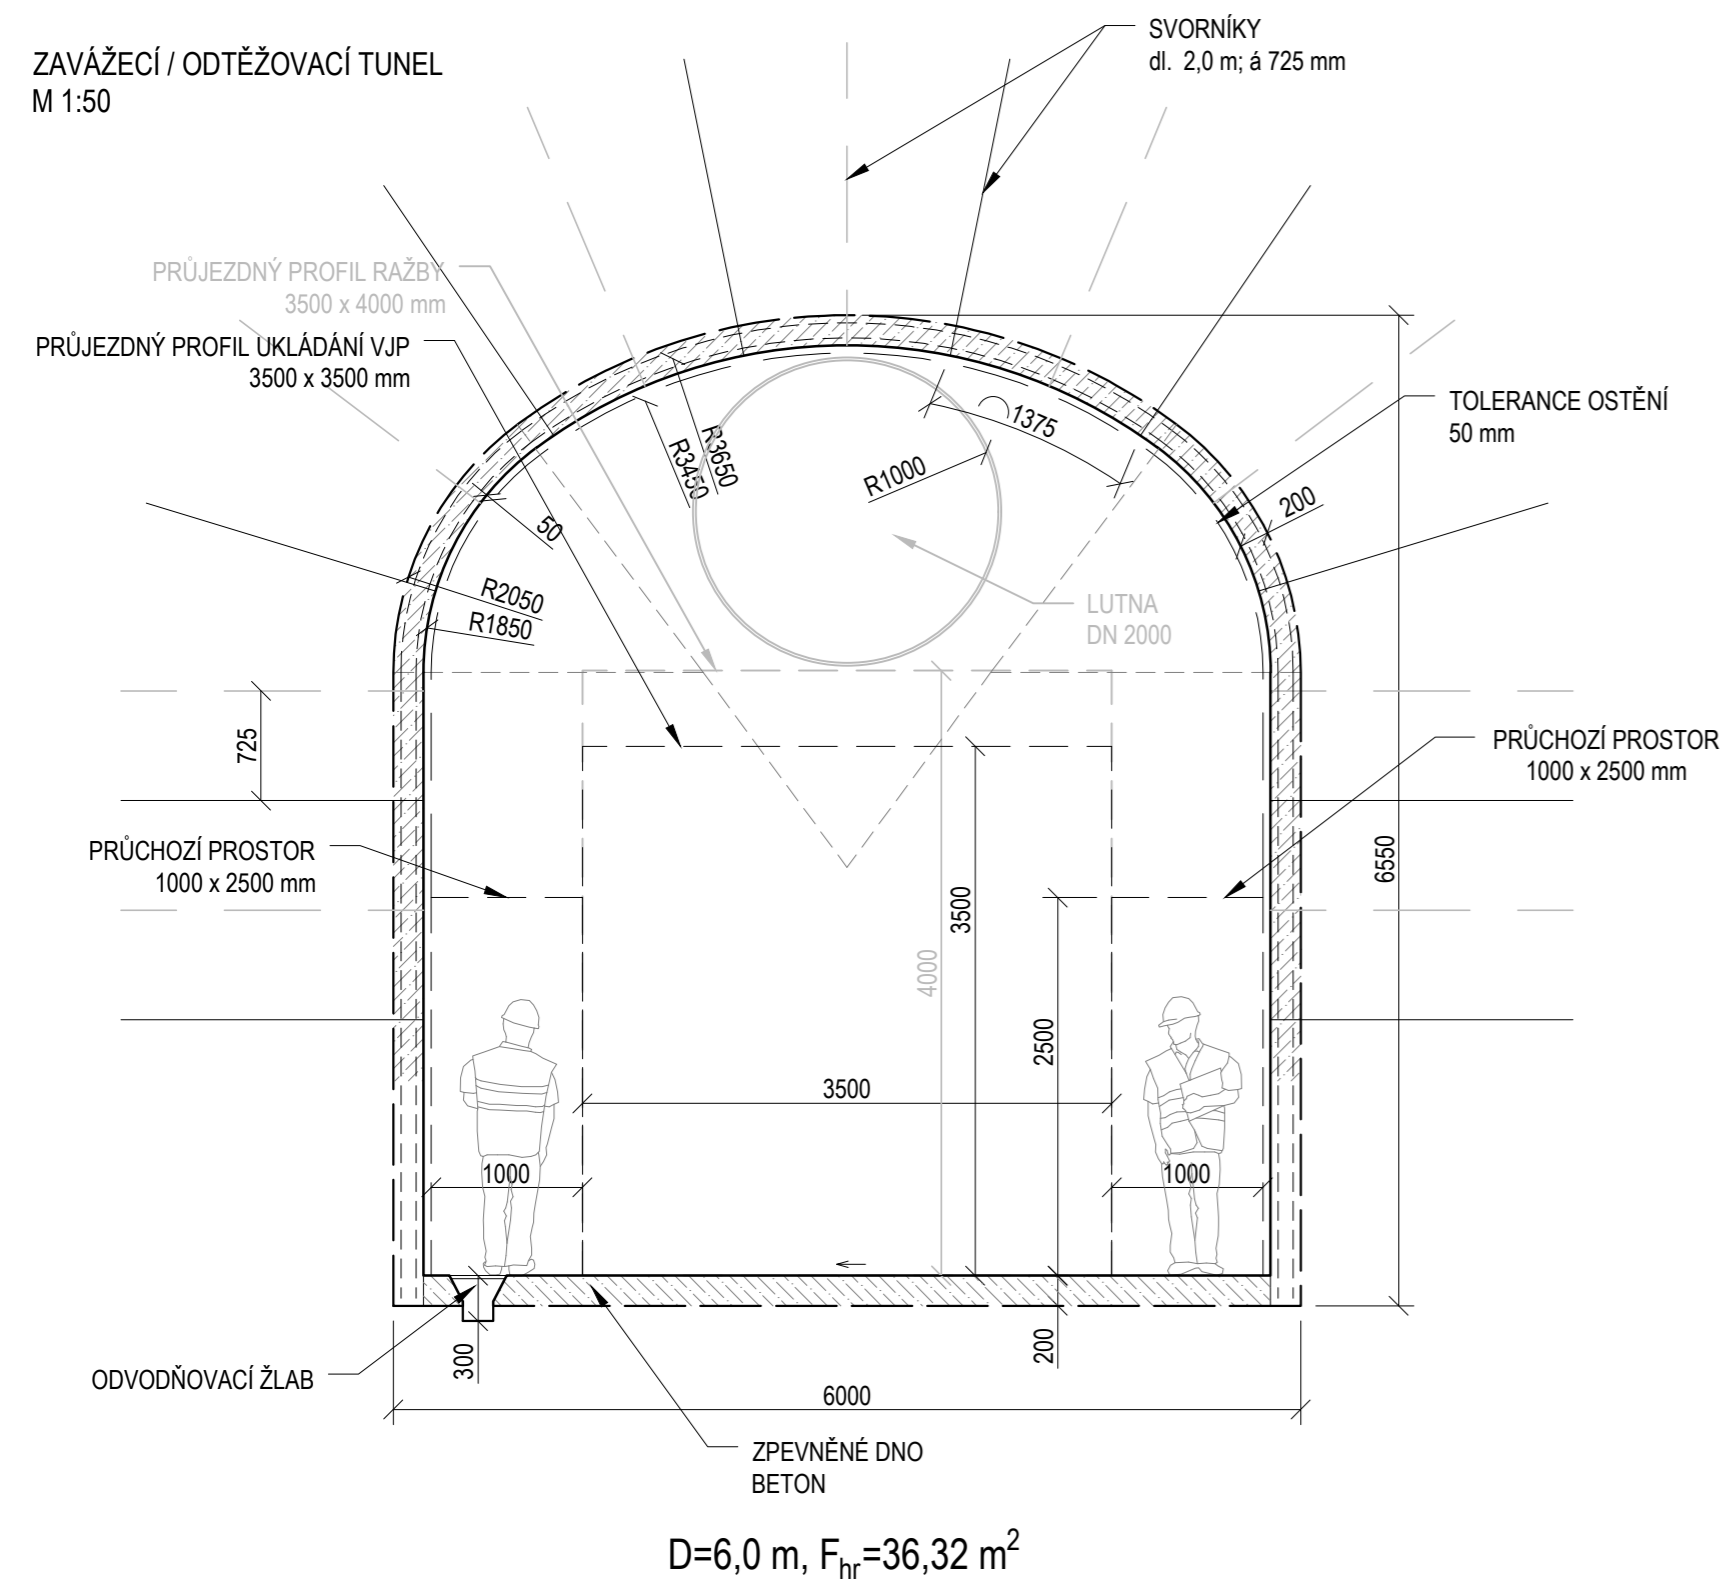 ZAVÁŽECÍ / ODTĚŽOVACÍ TUNEL
M 1:50
SVORNÍKY
dl. 2,0 m; á 725 mm
PRŮJEZDNÝ PROFIL RAŽBY
3500 x 4000 mm
PRŮJEZDNÝ PROFIL UKLÁDÁNÍ VJP
3500 x 3500 mm
TOLERANCE OSTĚNÍ
50 mm
R3650
R3450
1375
R1000
200
50
R2050
R1850
LUTNA
DN 2000
725
PRŮCHOZÍ PROSTOR
1000 x 2500 mm
PRŮCHOZÍ PROSTOR
1000 x 2500 mm
6550
3500
4000
2500
3500
1000
1000
300
200
ODVODŇOVACÍ ŽLAB
6000
ZPEVNĚNÉ DNO
BETON
D=6,0 m, Fhr=36,32 m²